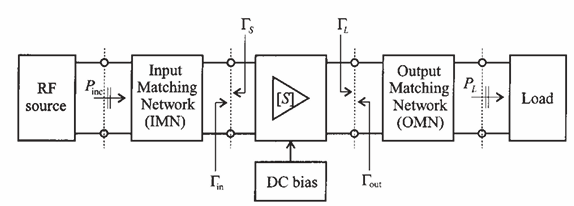 Γ_S
Γ_L
RF
source
P_inc
Input
Matching
Network
(IMN)
[S]
Output
Matching
Network
(OMN)
P_L
Load
Γ_in
DC bias
Γ_out